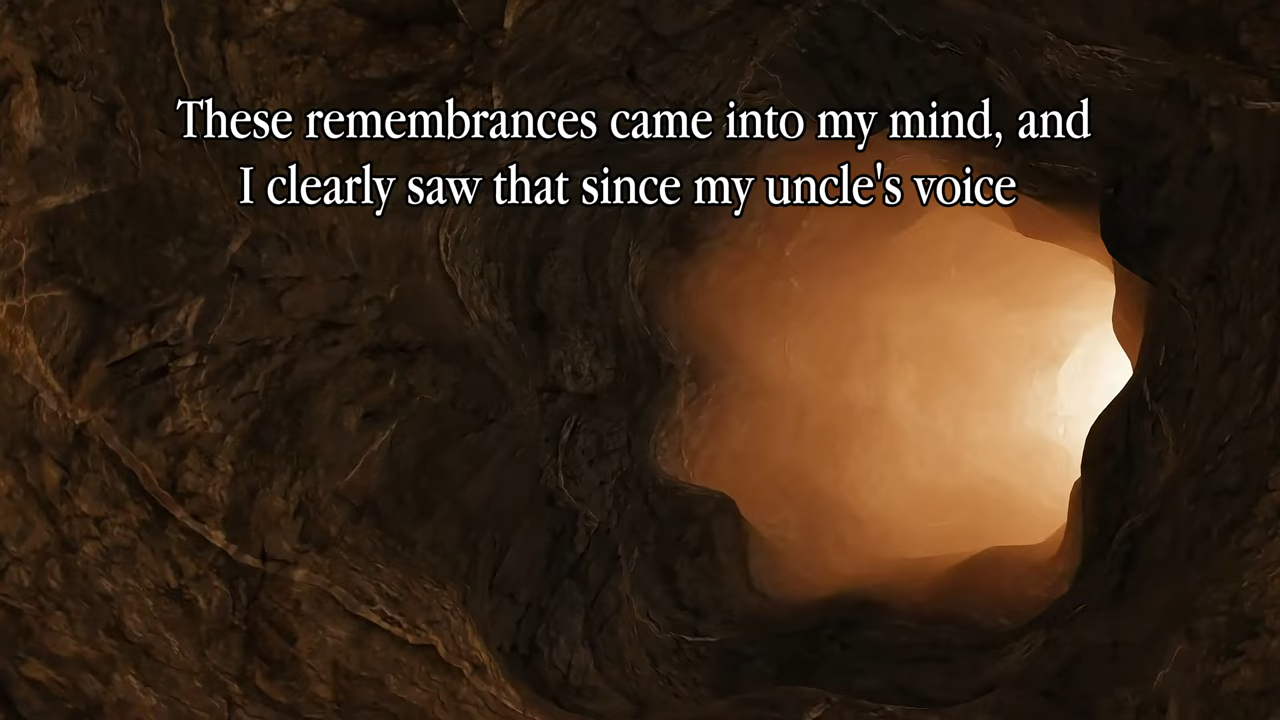 These remembrances came into my mind, and
I clearly saw that since my uncle's voice